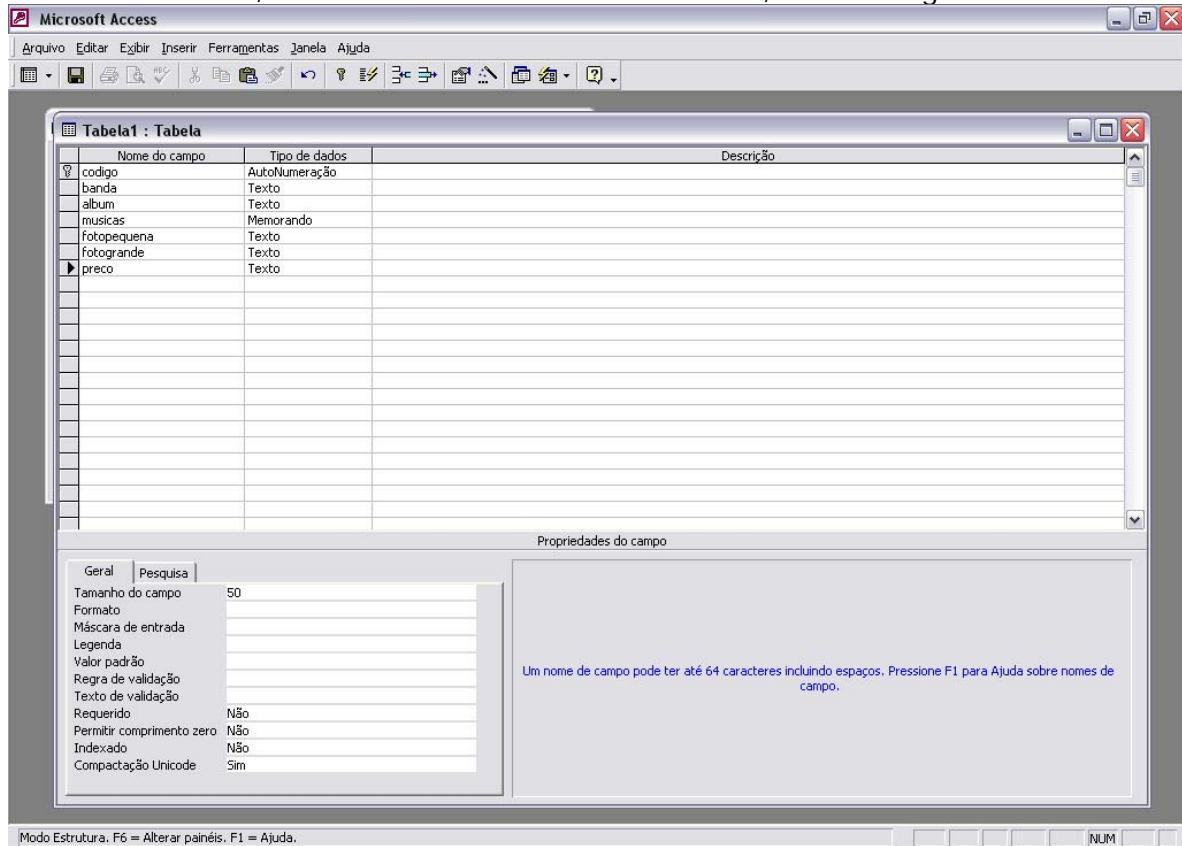 Microsoft Access
Arquivo Editar Exibir Inserir Ferramentas Janela Ajuda
Tabela1 : Tabela
Nome do campo Tipo de dados Descrição
codigo AutoNumeração
banda Texto
album Texto
musicas Memorando
fotopequena Texto
fotogrande Texto
preco Texto
Propriedades do campo
Geral Pesquisa
Tamanho do campo 50
Formato
Máscara de entrada
Legenda
Valor padrão
Regra de validação
Texto de validação
Requerido Não
Permitir comprimento zero Não
Indexado Não
Compactação Unicode Sim
Um nome de campo pode ter até 64 caracteres incluindo espaços. Pressione F1 para Ajuda sobre nomes de
campo.
Modo Estrutura. F6 = Alterar painéis. F1 = Ajuda. NUM